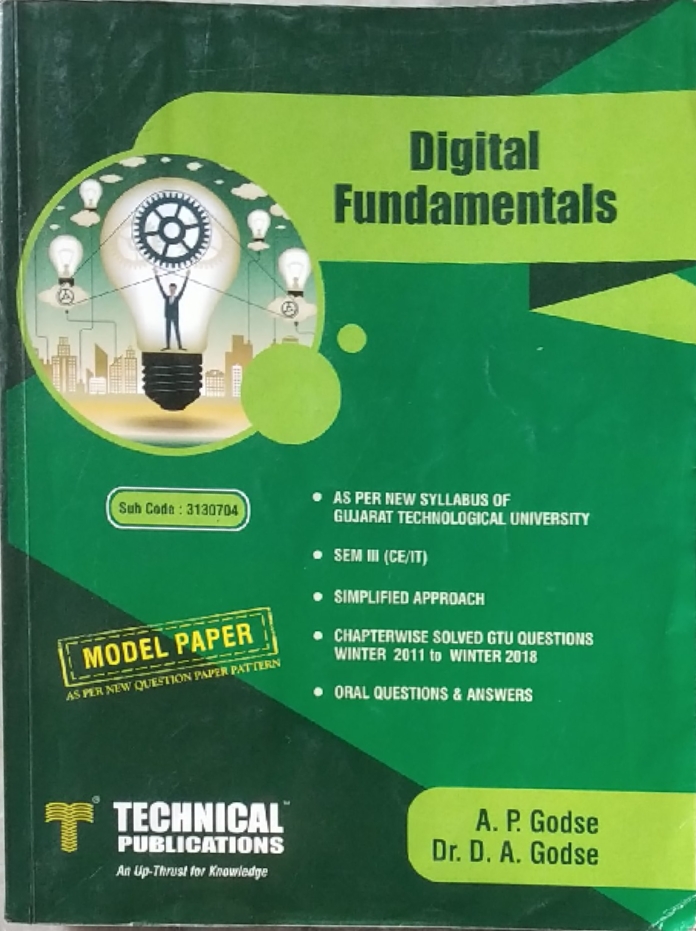 Digital
Fundamentals
Sub Code : 3130704
• AS PER NEW SYLLABUS OF
GUJARAT TECHNOLOGICAL UNIVERSITY
• SEM III (CE/IT)
• SIMPLIFIED APPROACH
• CHAPTERWISE SOLVED GTU QUESTIONS
WINTER 2011 to WINTER 2018
• ORAL QUESTIONS & ANSWERS
MODEL PAPER
AS PER NEW QUESTION PAPER PATTERN
®
TECHNICAL™
PUBLICATIONS
An Up-Thrust for Knowledge
A. P. Godse
Dr. D. A. Godse